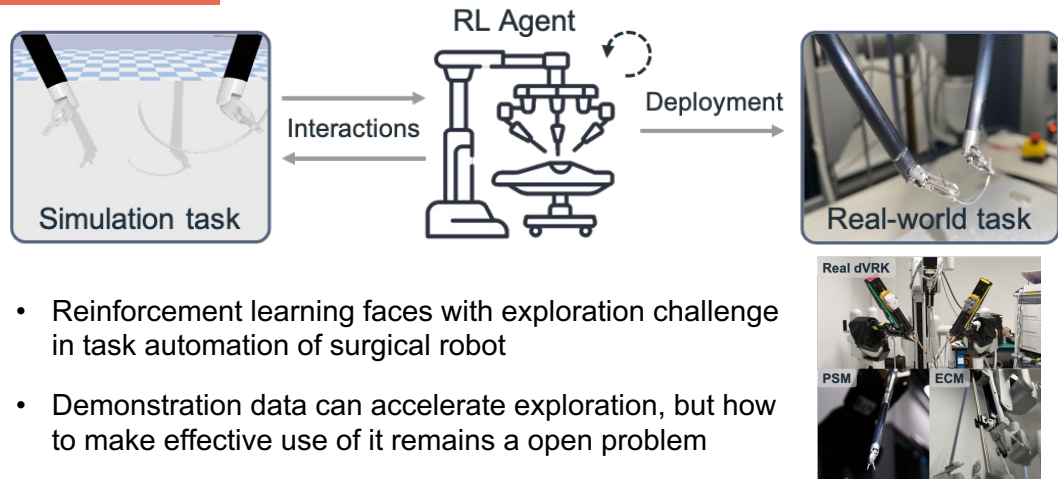 RL Agent
Interactions
Deployment
Simulation task
Real-world task
Real dVRK
• Reinforcement learning faces with exploration challenge
in task automation of surgical robot
PSM
ECM
• Demonstration data can accelerate exploration, but how
to make effective use of it remains a open problem